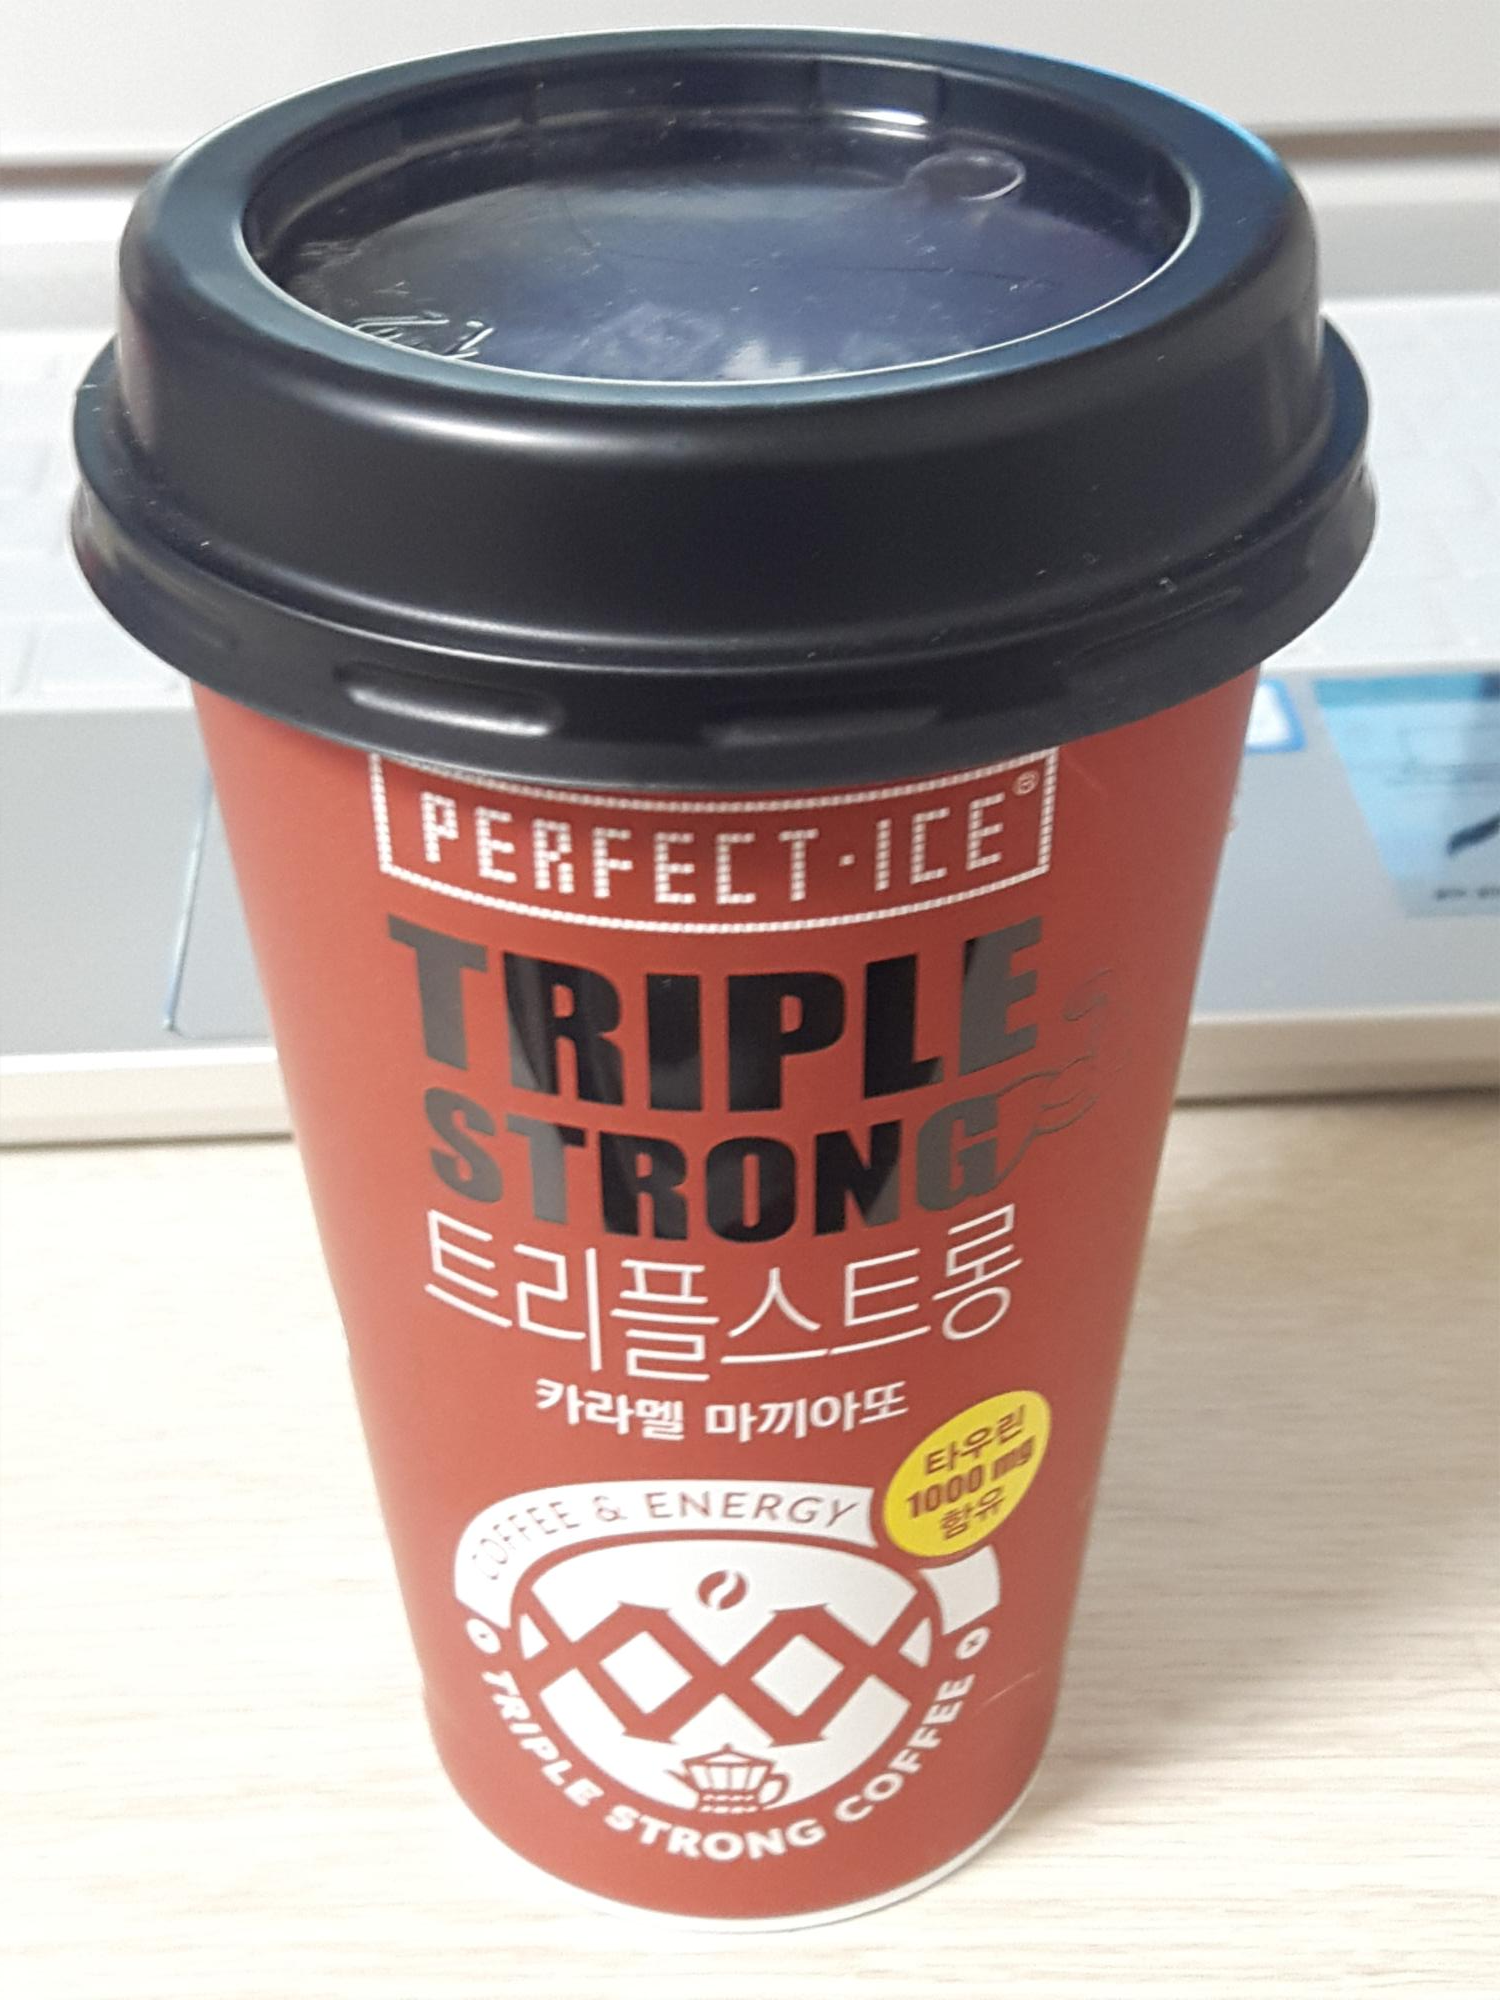 PERFECT·ICE®
TRIPLE
STRONG
트리플스트롱
카라멜 마끼아또
타우린
1000 mg
함유
COFFEE & ENERGY
TRIPLE STRONG COFFEE